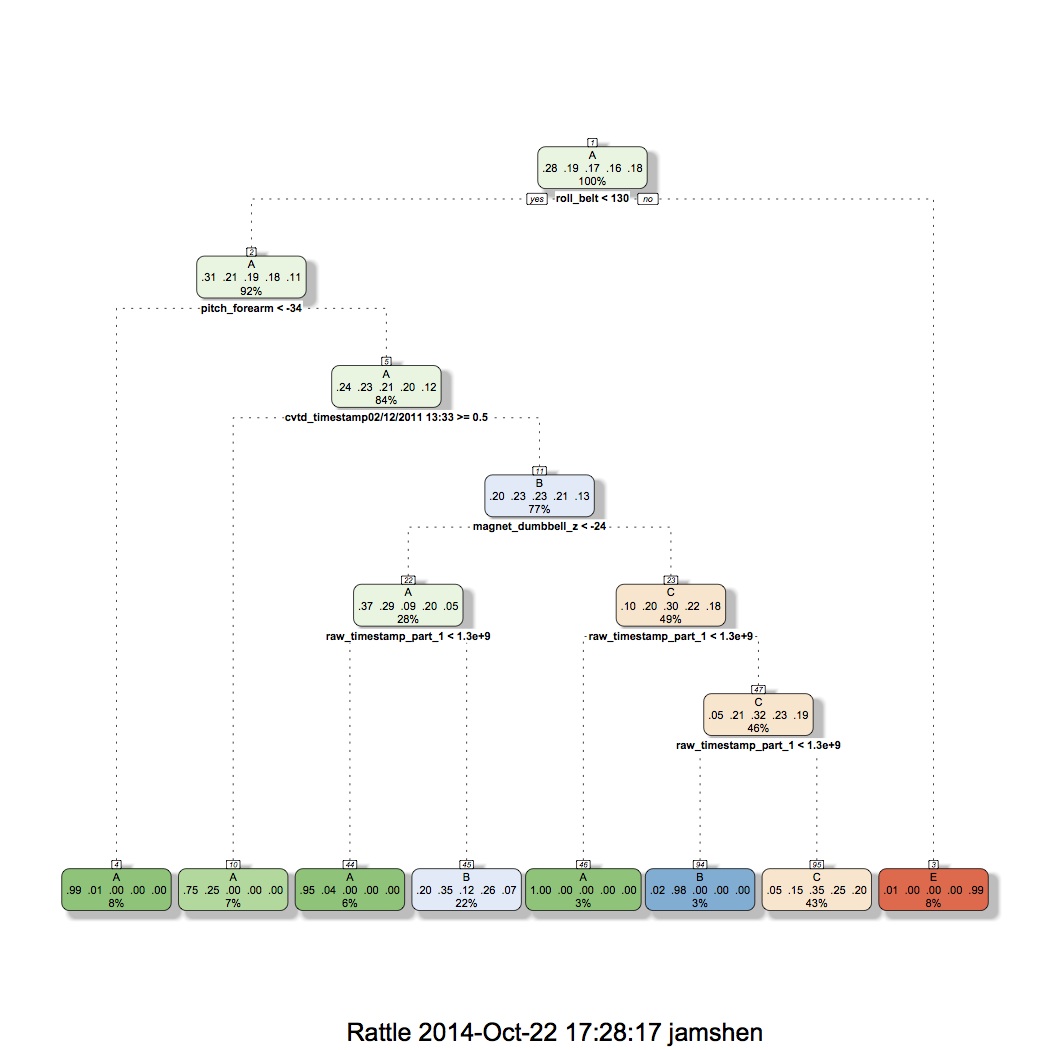 1
A
.28 .19 .17 .16 .18
100%
yes roll_belt < 130 no
2
A
.31 .21 .19 .18 .11
92%
pitch_forearm < -34
5
A
.24 .23 .21 .20 .12
84%
cvtd_timestamp02/12/2011 13:33 >= 0.5
11
B
.20 .23 .23 .21 .13
77%
magnet_dumbbell_z < -24
22
A
.37 .29 .09 .20 .05
28%
raw_timestamp_part_1 < 1.3e+9
23
C
.10 .20 .30 .22 .18
49%
raw_timestamp_part_1 < 1.3e+9
47
C
.05 .21 .32 .23 .19
46%
raw_timestamp_part_1 < 1.3e+9
4
A
.99 .01 .00 .00 .00
8%
10
A
.75 .25 .00 .00 .00
7%
44
A
.95 .04 .00 .00 .00
6%
45
B
.20 .35 .12 .26 .07
22%
46
A
1.00 .00 .00 .00 .00
3%
94
B
.02 .98 .00 .00 .00
3%
95
C
.05 .15 .35 .25 .20
43%
3
E
.01 .00 .00 .00 .99
8%
Rattle 2014-Oct-22 17:28:17 jamshen